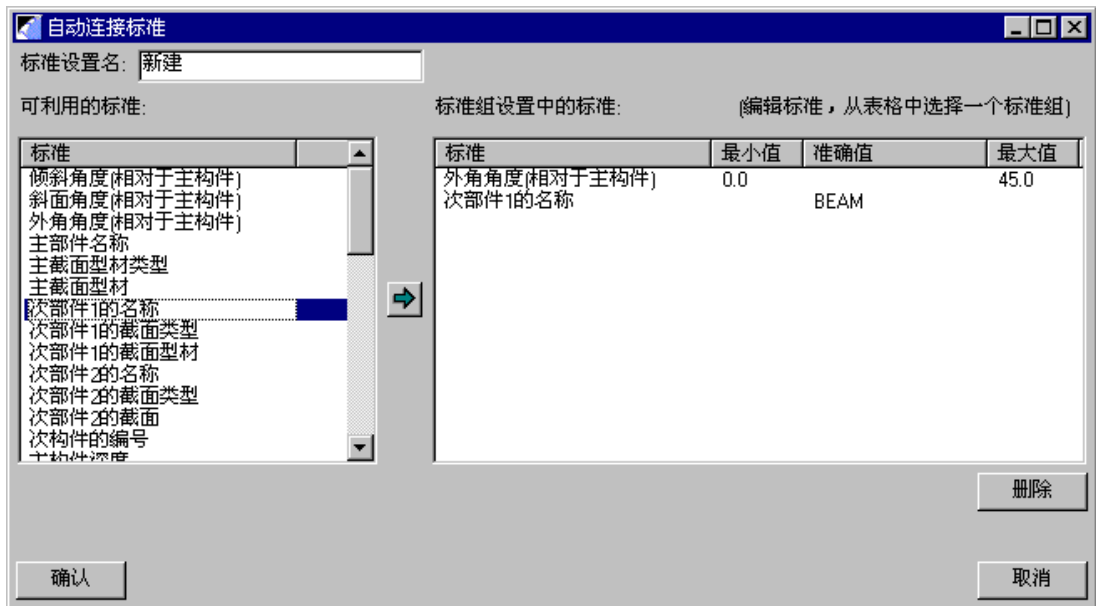 自动连接标准
标准设置名: 新建
可利用的标准: 标准组设置中的标准: (编辑标准，从表格中选择一个标准组)
标准 标准 最小值 准确值 最大值
倾斜角度(相对于主构件) 外角角度(相对于主构件) 0.0 45.0
斜面角度(相对于主构件) 次部件1的名称 BEAM
外角角度(相对于主构件)
主部件名称
主截面型材类型
主截面型材
次部件1的名称
次部件1的截面类型
次部件1的截面型材
次部件2的名称
次部件2的截面类型
次部件2的截面
次构件的编号
主构件深度
删除
确认 取消